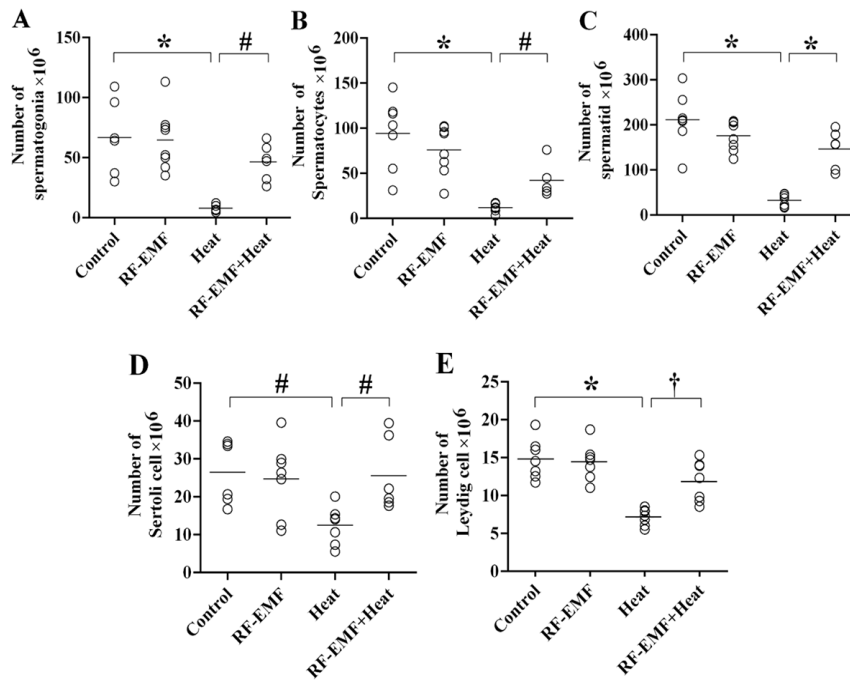 A
Number of
spermatogonia ×10⁶
150
100
50
0
*
#
Control
RF-EMF
Heat
RF-EMF+Heat
B
Number of
Spermatocytes ×10⁶
200
150
100
50
0
*
#
Control
RF-EMF
Heat
RF-EMF+Heat
C
Number of
spermatid ×10⁶
400
300
200
100
0
*
*
Control
RF-EMF
Heat
RF-EMF+Heat
D
Number of
Sertoli cell ×10⁶
50
40
30
20
10
0
#
#
Control
RF-EMF
Heat
RF-EMF+Heat
E
Number of
Leydig cell ×10⁶
25
20
15
10
5
0
*
†
Control
RF-EMF
Heat
RF-EMF+Heat